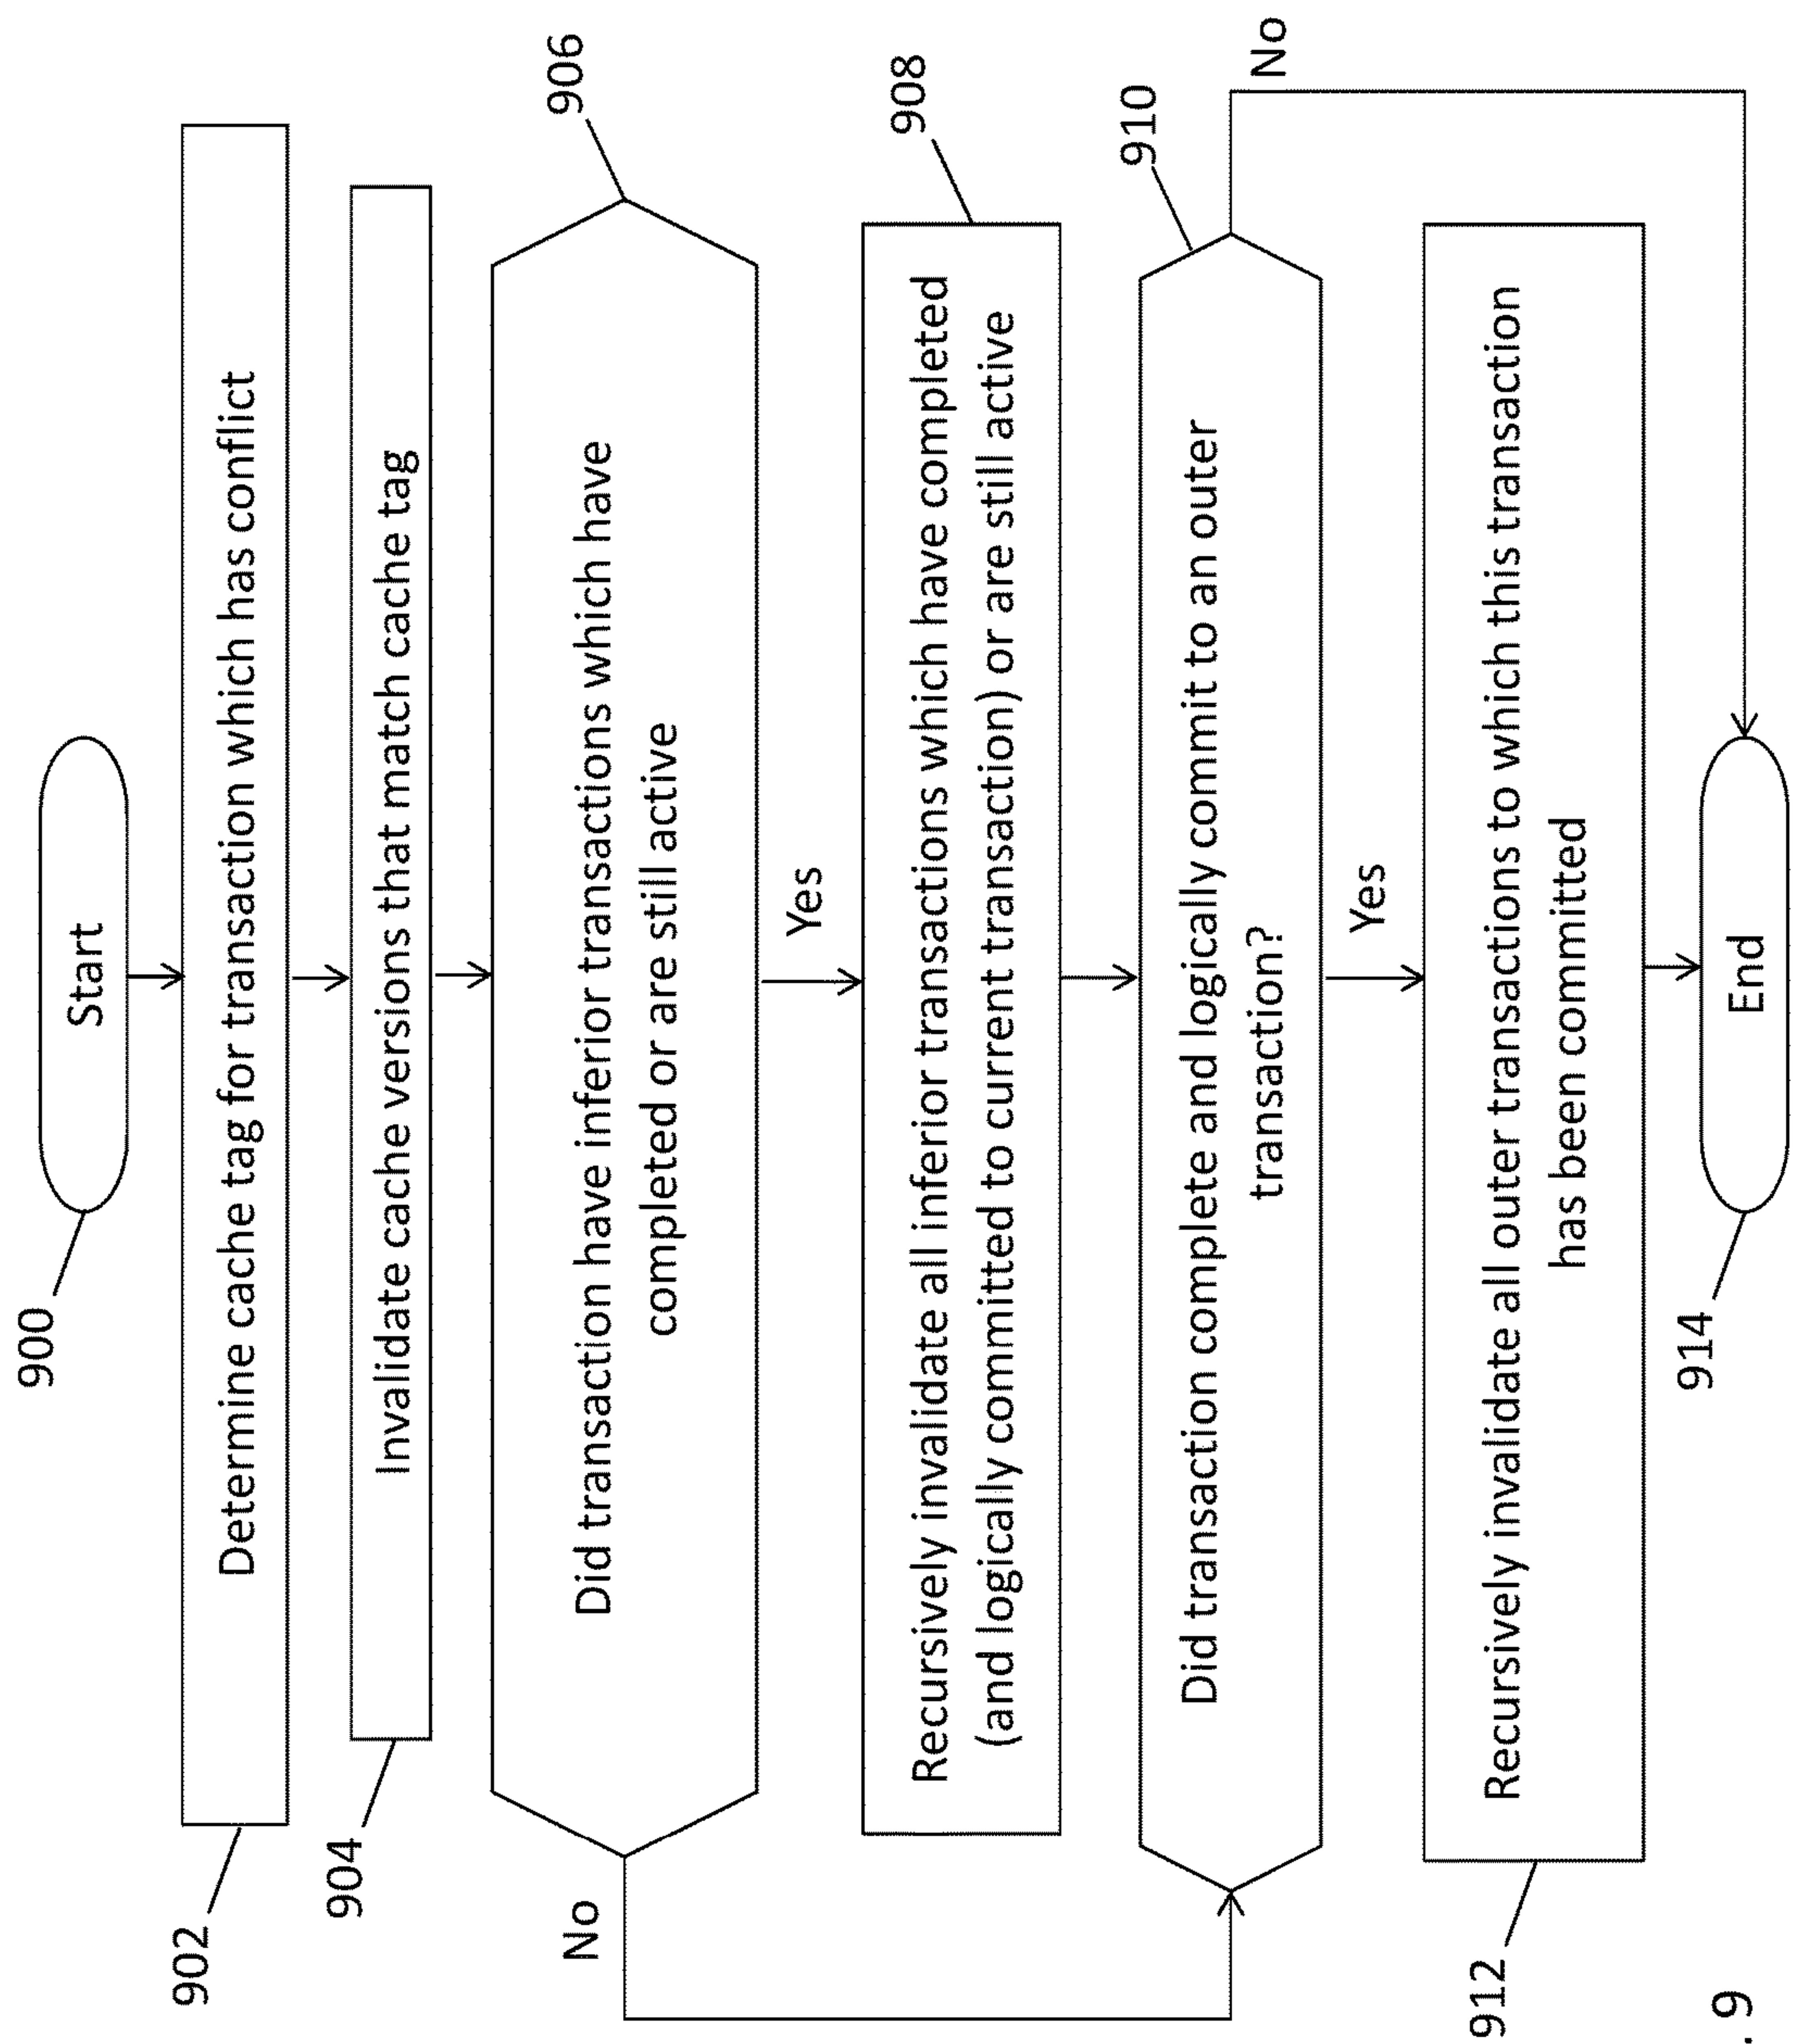 900
Start
902
Determine cache tag for transaction which has conflict
904
Invalidate cache versions that match cache tag
906
Did transaction have inferior transactions which have
completed or are still active
No
Yes
908
Recursively invalidate all inferior transactions which have completed
(and logically committed to current transaction) or are still active
910
Did transaction complete and logically commit to an outer
transaction?
No
Yes
912
Recursively invalidate all outer transactions to which this transaction
has been committed
914
End
. 9